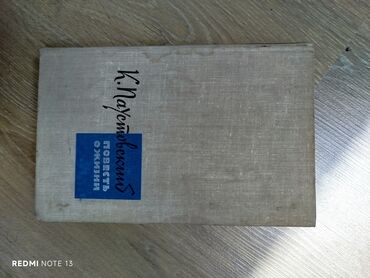 К. Паустовский
ПОВЕСТЬ
О ЖИЗНИ
REDMI NOTE 13